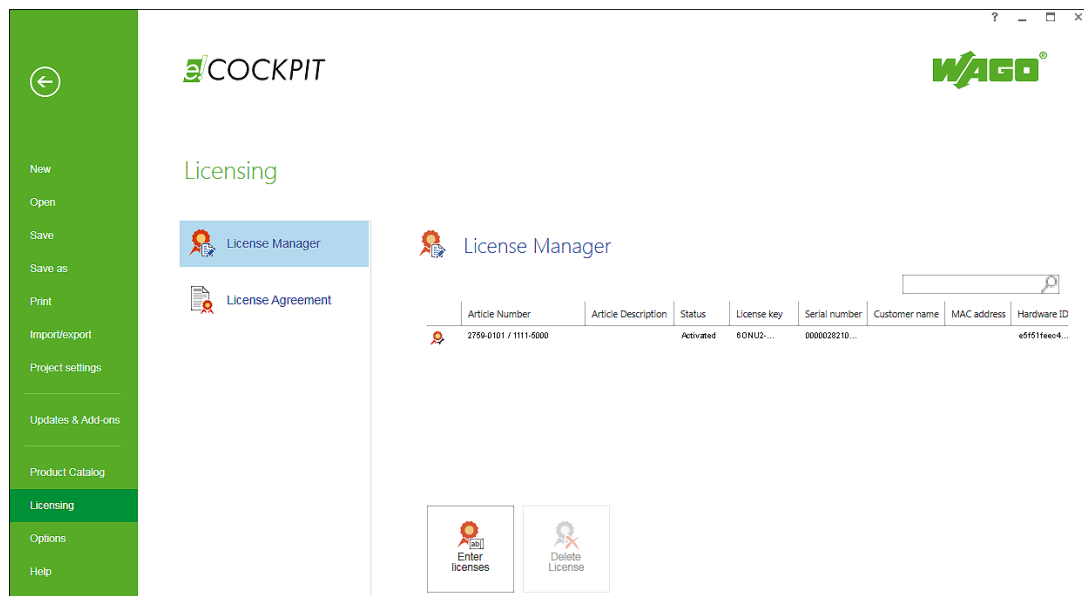 ?
e!COCKPIT
WAGO®
New
Open
Save
Save as
Print
Import/export
Project settings
Updates & Add-ons
Product Catalog
Licensing
Options
Help
Licensing
License Manager
License Agreement
License Manager
Article Number Article Description Status License key Serial number Customer name MAC address Hardware ID
2759-0101 / 1111-5000 Activated 6ONU2-... 0000028210... e5f51feec4...
ab|
Enter
licenses
Delete
License